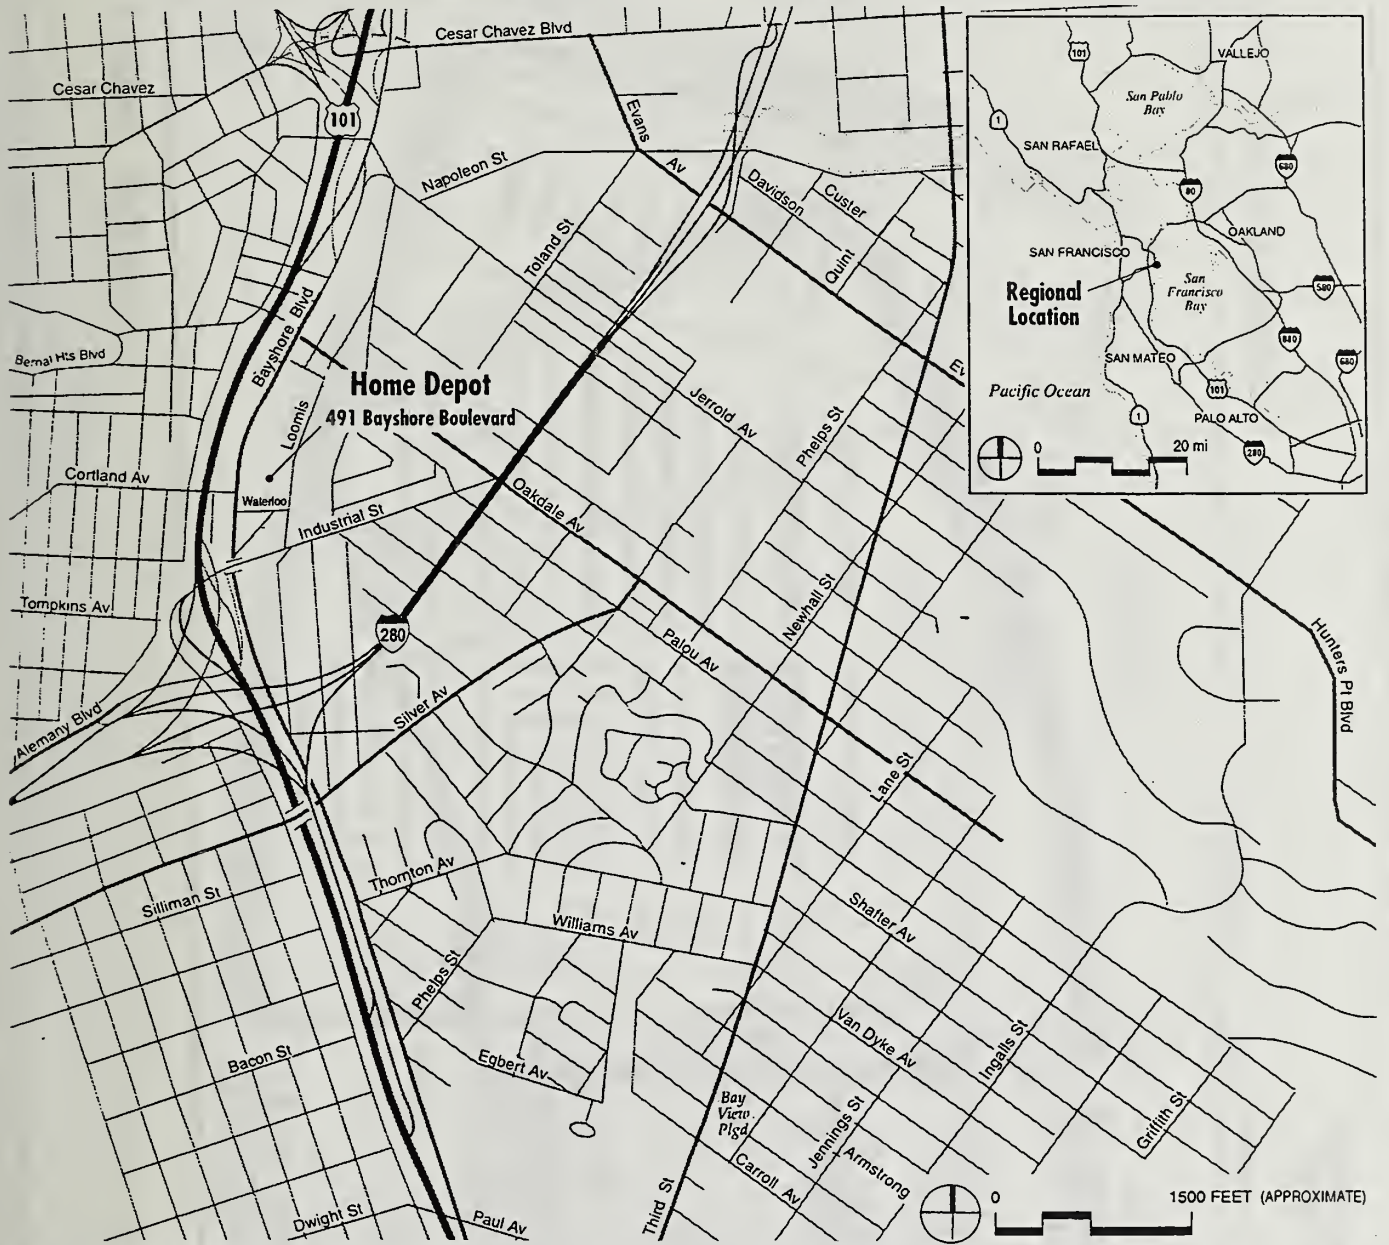 Cesar Chavez Blvd
Cesar Chavez
101
Evans
Av
Napoleon St
Davidson
Custer
Toland St
Quint
Bayshore Blvd
Bernal Hts Blvd
Home Depot
491 Bayshore Boulevard
Loomis
Jerrold Av
Phelps St
Ev
Cortland Av
Waterloo
Industrial St
Oakdale Av
Tompkins Av
280
Newhall St
Palou Av
Hunters Pt Blvd
Alemany Blvd
Silver Av
Lane St
Thornton Av
Silliman St
Williams Av
Shafter Av
Phelps St
Van Dyke Av
Ingalls St
Bacon St
Egbert Av
Bay
View
Plgd
Jennings St
Griffith St
Armstrong
Carroll Av
Third St
Dwight St
Paul Av
0
1500 FEET (APPROXIMATE)
101
VALLEJO
San Pablo
Bay
1
SAN RAFAEL
680
80
OAKLAND
SAN FRANCISCO
San
Francisco
Bay
580
Regional
Location
880
SAN MATEO
680
Pacific Ocean
101
1
PALO ALTO
280
0
20 mi